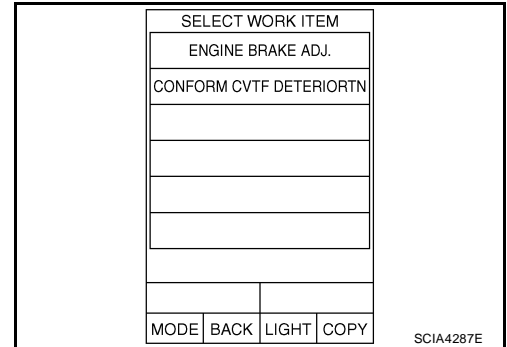 SELECT WORK ITEM
ENGINE BRAKE ADJ.
CONFORM CVTF DETERIORTN
MODE BACK LIGHT COPY
SCIA4287E